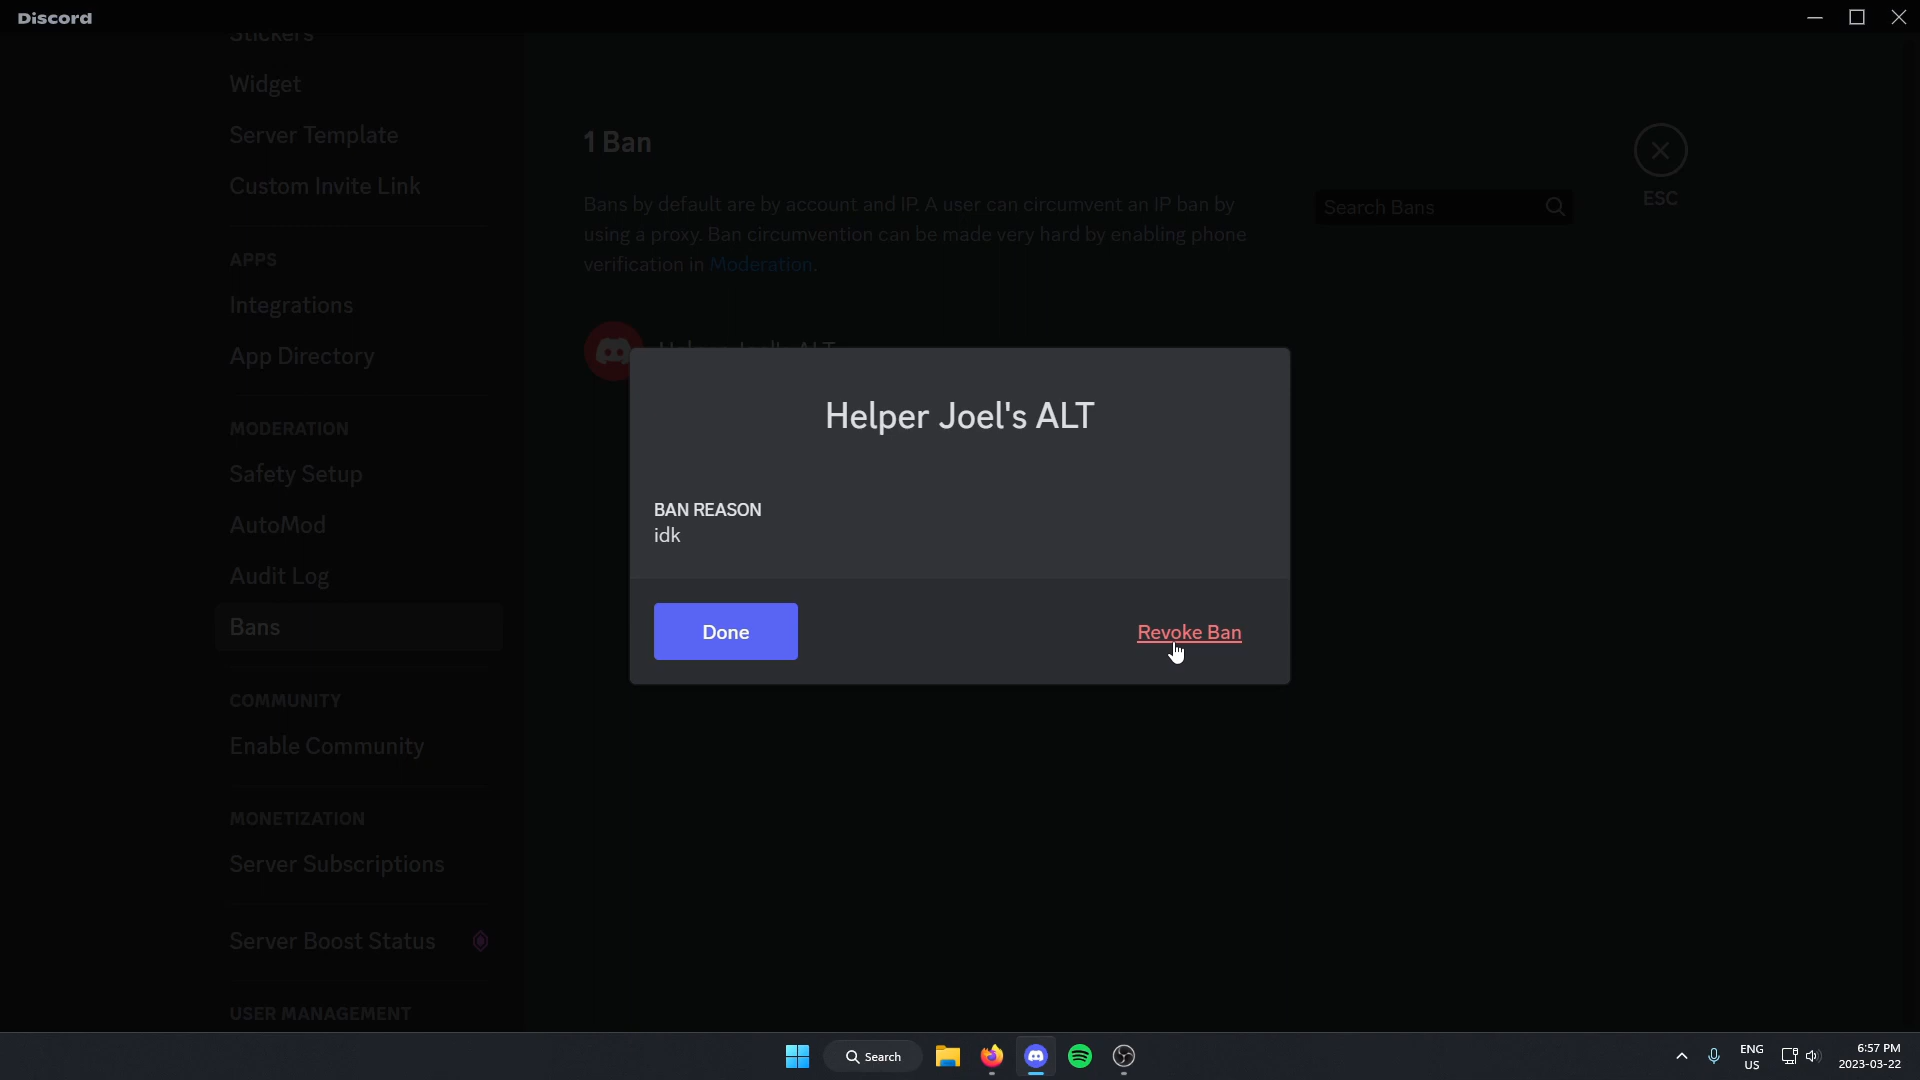 Discord
Stickers
Widget
Server Template
Custom Invite Link
APPS
Integrations
App Directory
MODERATION
Safety Setup
AutoMod
Audit Log
Bans
COMMUNITY
Enable Community
MONETIZATION
Server Subscriptions
Server Boost Status
USER MANAGEMENT
1 Ban
Bans by default are by account and IP. A user can circumvent an IP ban by
using a proxy. Ban circumvention can be made very hard by enabling phone
verification in Moderation.
Search Bans
ESC
Helper Joel's ALT
Helper Joel's ALT
BAN REASON
idk
Done
Revoke Ban
Search
ENG
US
6:57 PM
2023-03-22